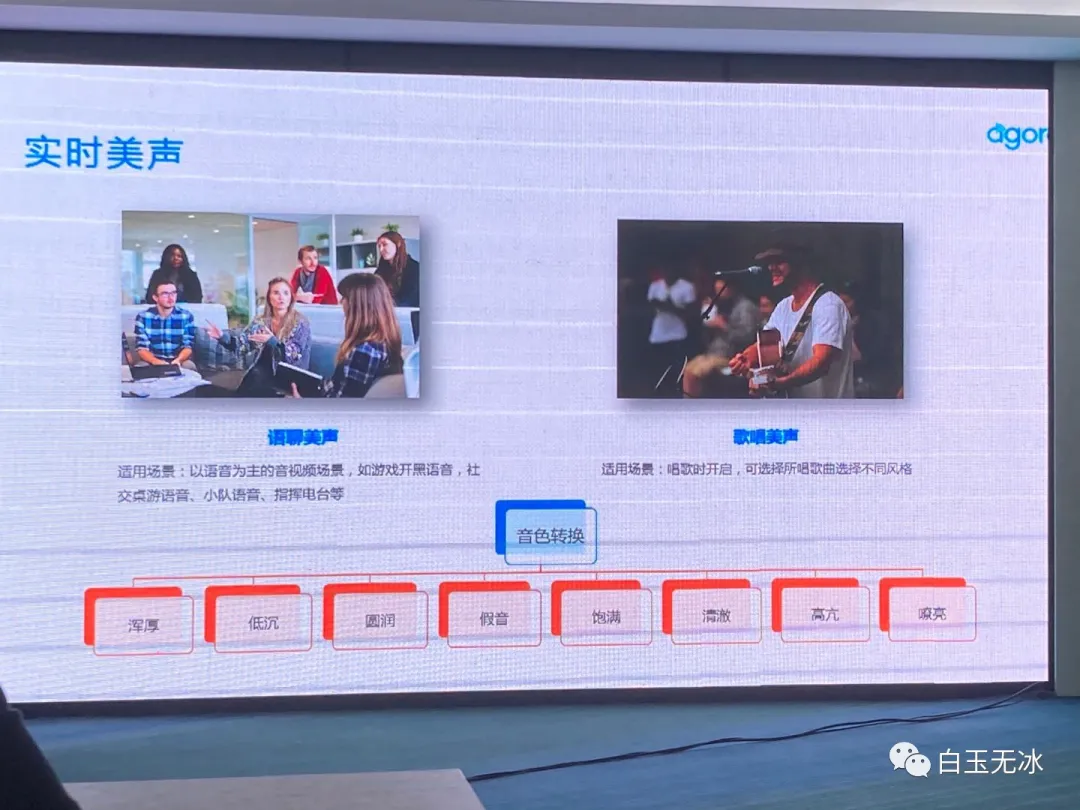 实时美声
agor
语聊美声
歌唱美声
适用场景：以语音为主的音视频场景，如游戏开黑语音，社
交桌游语音、小队语音、指挥电台等
适用场景：唱歌时开启，可选择所唱歌曲选择不同风格
音色转换
浑厚
低沉
圆润
假音
饱满
清澈
高亢
嘹亮
白玉无冰